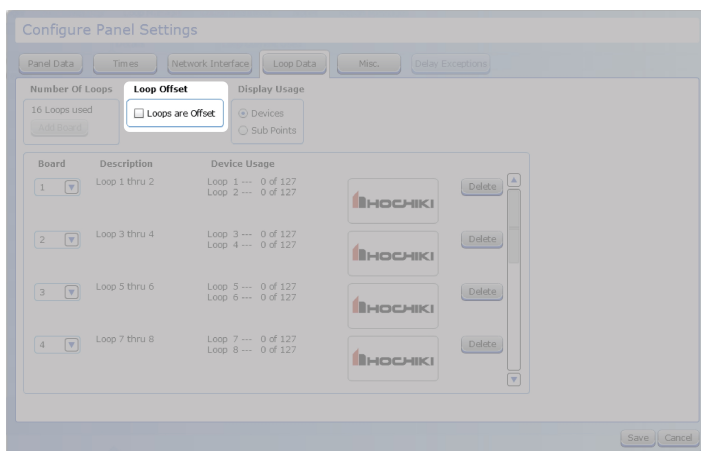 Configure Panel Settings
Panel Data Times Network Interface Loop Data Misc. Delay Exceptions
Number Of Loops Loop Offset Display Usage
16 Loops used
Add Board
Loops are Offset
Devices
Sub Points
Board Description Device Usage
1 Loop 1 thru 2 Loop 1 --- 0 of 127 Delete
Loop 2 --- 0 of 127
HOCHIKI
2 Loop 3 thru 4 Loop 3 --- 0 of 127 Delete
Loop 4 --- 0 of 127
HOCHIKI
3 Loop 5 thru 6 Loop 5 --- 0 of 127 Delete
Loop 6 --- 0 of 127
HOCHIKI
4 Loop 7 thru 8 Loop 7 --- 0 of 127 Delete
Loop 8 --- 0 of 127
HOCHIKI
Save Cancel